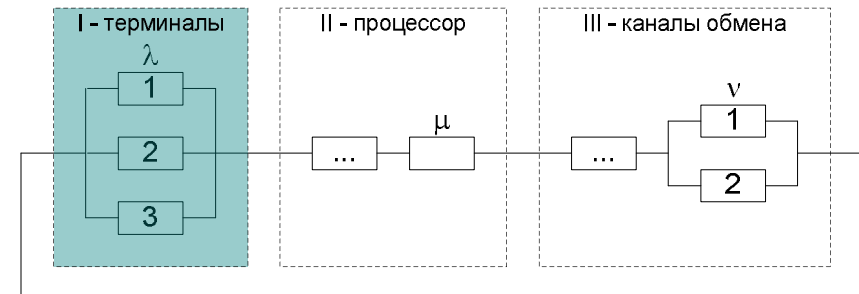 I - терминалы
II - процессор
III - каналы обмена
λ
1
2
3
...
μ
...
ν
1
2